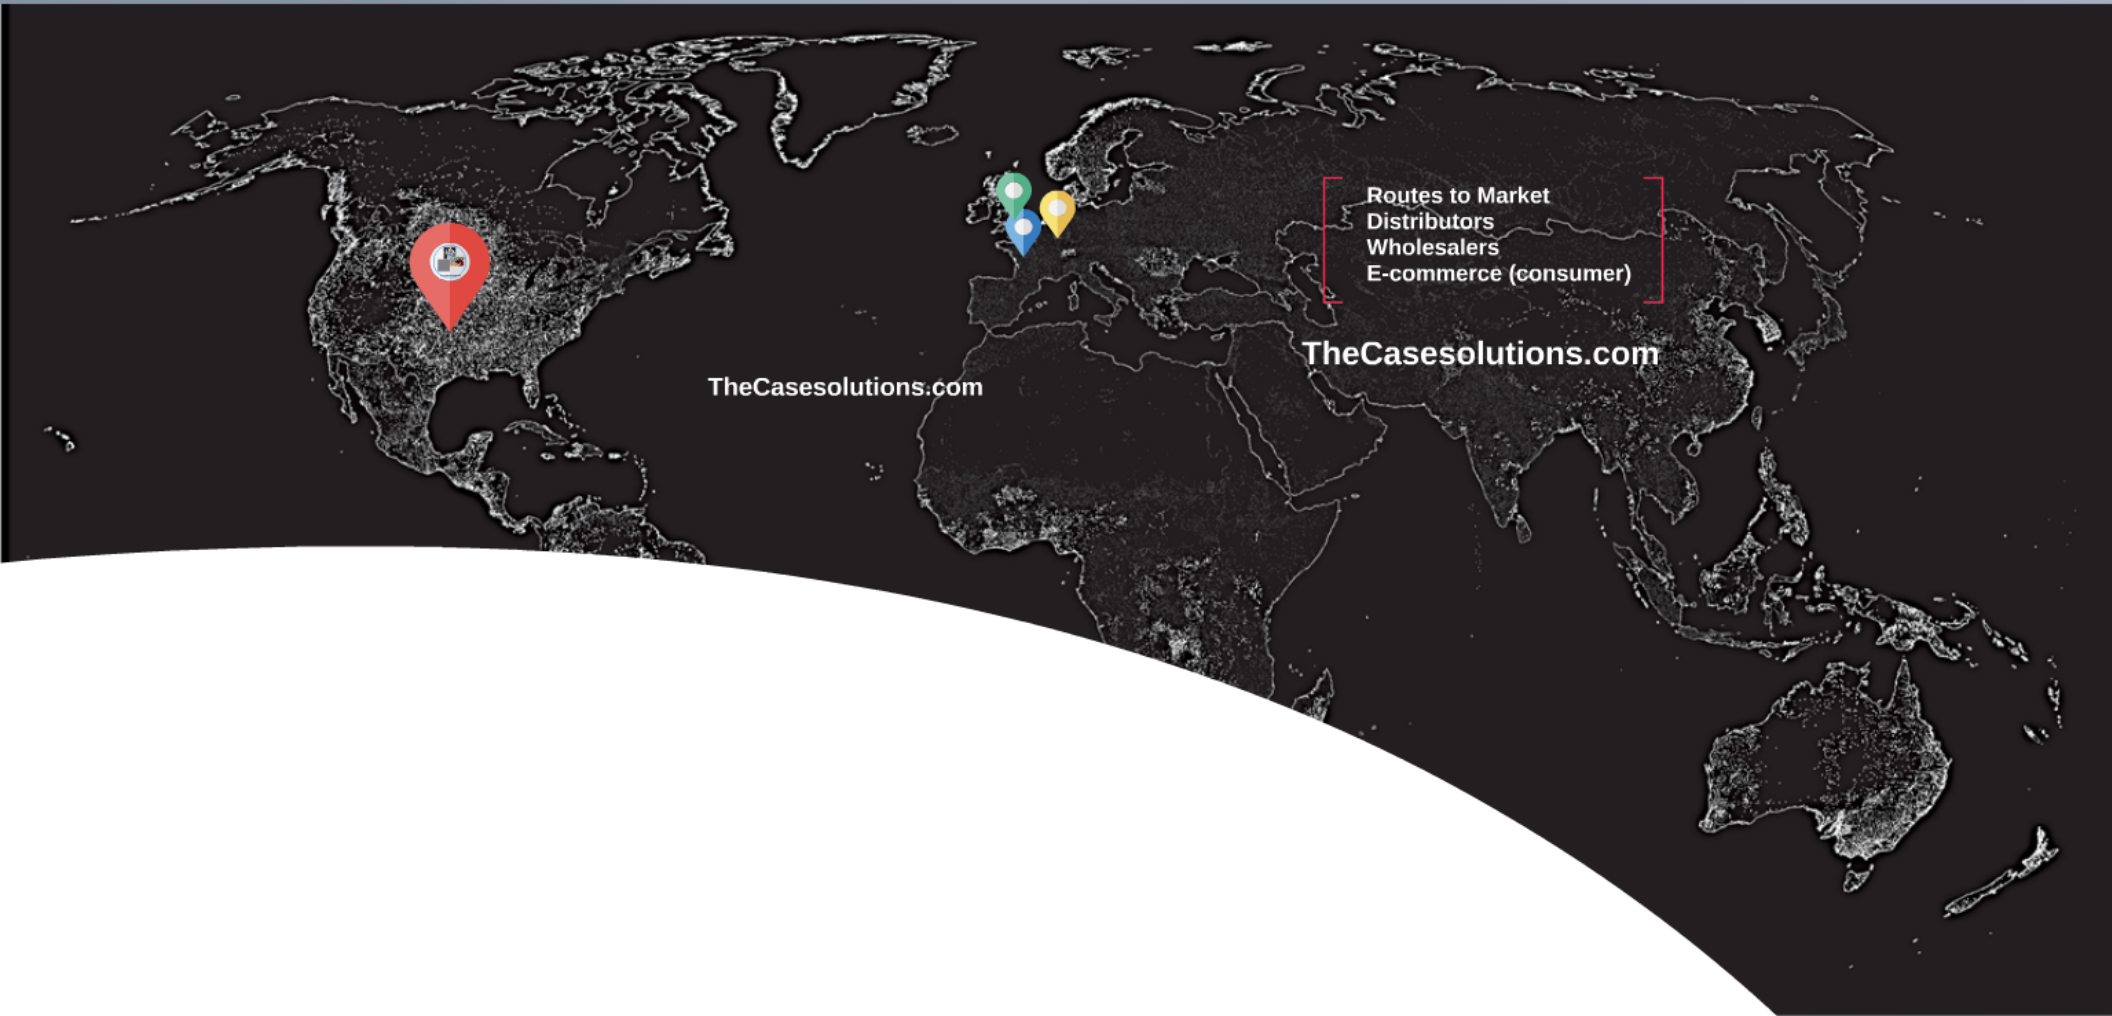 Routes to Market
Distributors
Wholesalers
E-commerce (consumer)
TheCasesolutions.com
TheCasesolutions.com